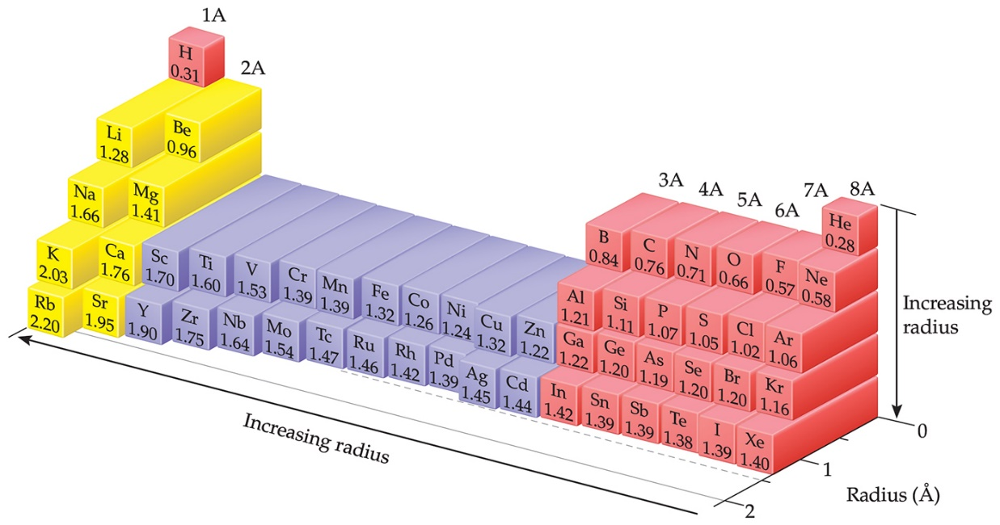 1A
H
0.31
2A
Li
1.28
Be
0.96
Na
1.66
Mg
1.41
3A
4A
5A
6A
7A
8A
He
0.28
B
0.84
C
0.76
N
0.71
O
0.66
F
0.57
Ne
0.58
K
2.03
Ca
1.76
Sc
1.70
Ti
1.60
V
1.53
Cr
1.39
Mn
1.39
Fe
1.32
Co
1.26
Ni
1.24
Cu
1.32
Zn
1.22
Al
1.21
Si
1.11
P
1.07
S
1.05
Cl
1.02
Ar
1.06
Increasing
radius
Rb
2.20
Sr
1.95
Y
1.90
Zr
1.75
Nb
1.64
Mo
1.54
Tc
1.47
Ru
1.46
Rh
1.42
Pd
1.39
Ag
1.45
Cd
1.44
Ga
1.22
Ge
1.20
As
1.19
Se
1.20
Br
1.20
Kr
1.16
In
1.42
Sn
1.39
Sb
1.39
Te
1.38
I
1.39
Xe
1.40
0
1
2
Radius (Å)
Increasing radius